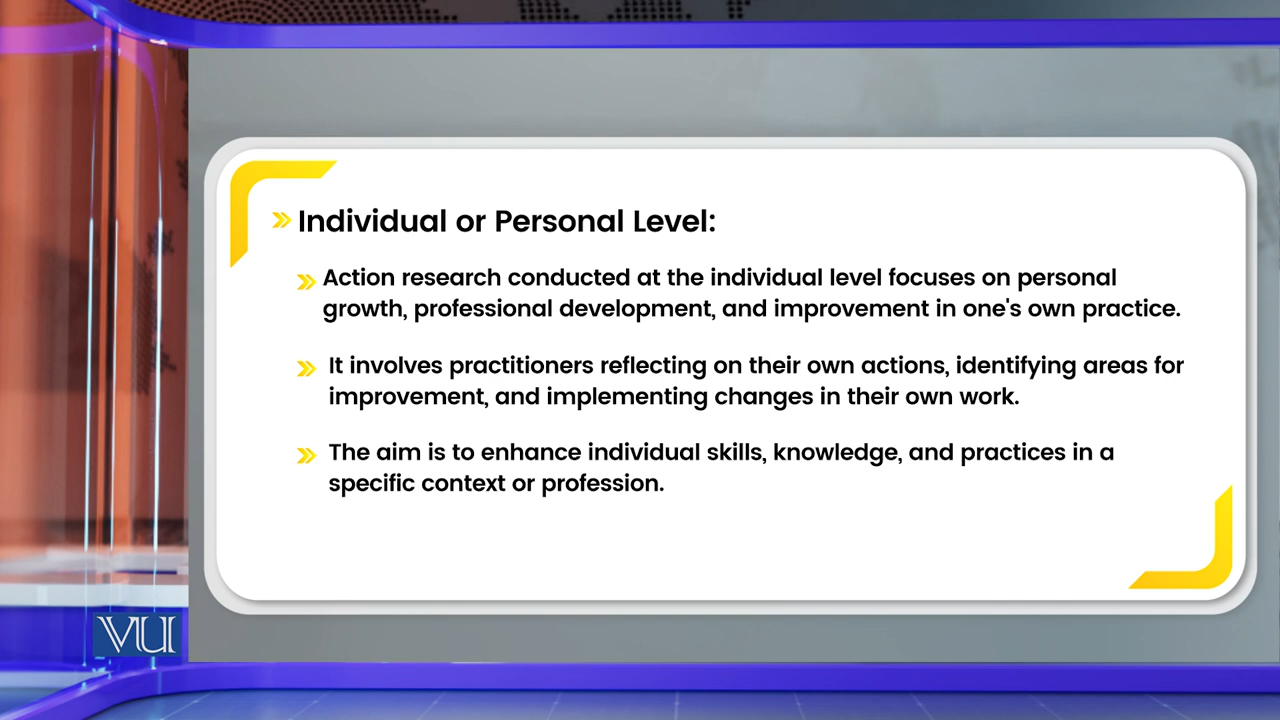 Individual or Personal Level:
Action research conducted at the individual level focuses on personal
growth, professional development, and improvement in one's own practice.
It involves practitioners reflecting on their own actions, identifying areas for
improvement, and implementing changes in their own work.
The aim is to enhance individual skills, knowledge, and practices in a
specific context or profession.
VU